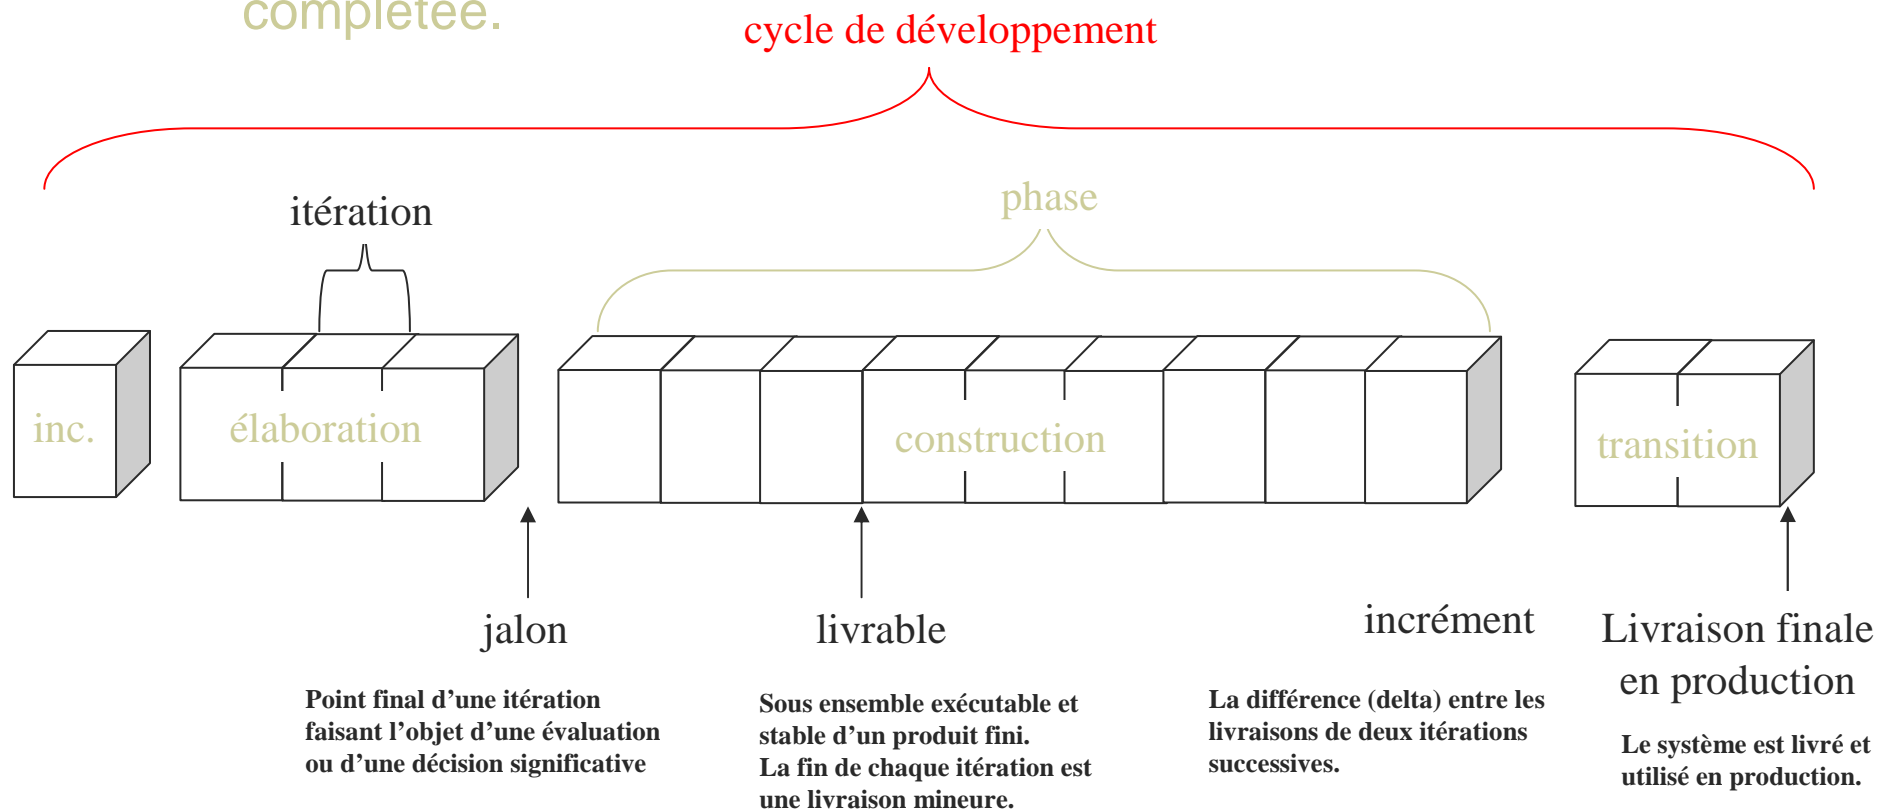 complétée.
cycle de développement
itération
phase
inc.
élaboration
construction
transition
jalon
livrable
incrément
Livraison finale
en production
Point final d’une itération
faisant l’objet d’une évaluation
ou d’une décision significative
Sous ensemble exécutable et
stable d’un produit fini.
La fin de chaque itération est
une livraison mineure.
La différence (delta) entre les
livraisons de deux itérations
successives.
Le système est livré et
utilisé en production.